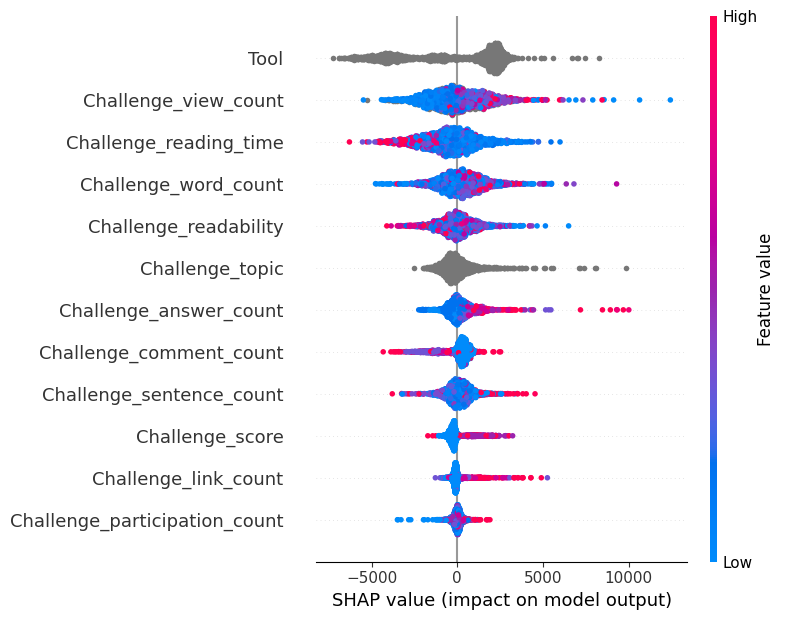 High
Tool
Challenge_view_count
Challenge_reading_time
Challenge_word_count
Challenge_readability
Challenge_topic
Challenge_answer_count
Challenge_comment_count
Challenge_sentence_count
Challenge_score
Challenge_link_count
Challenge_participation_count
Feature value
Low
−5000 0 5000 10000
SHAP value (impact on model output)